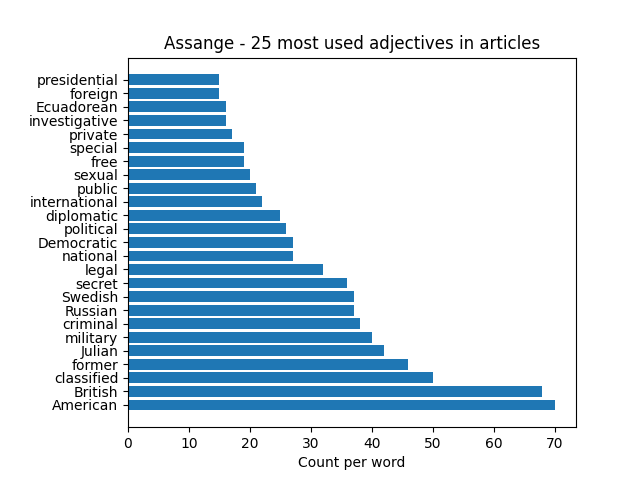 Assange - 25 most used adjectives in articles
presidential
foreign
Ecuadorean
investigative
private
special
free
sexual
public
international
diplomatic
political
Democratic
national
legal
secret
Swedish
Russian
criminal
military
Julian
former
classified
British
American
0 10 20 30 40 50 60 70
Count per word